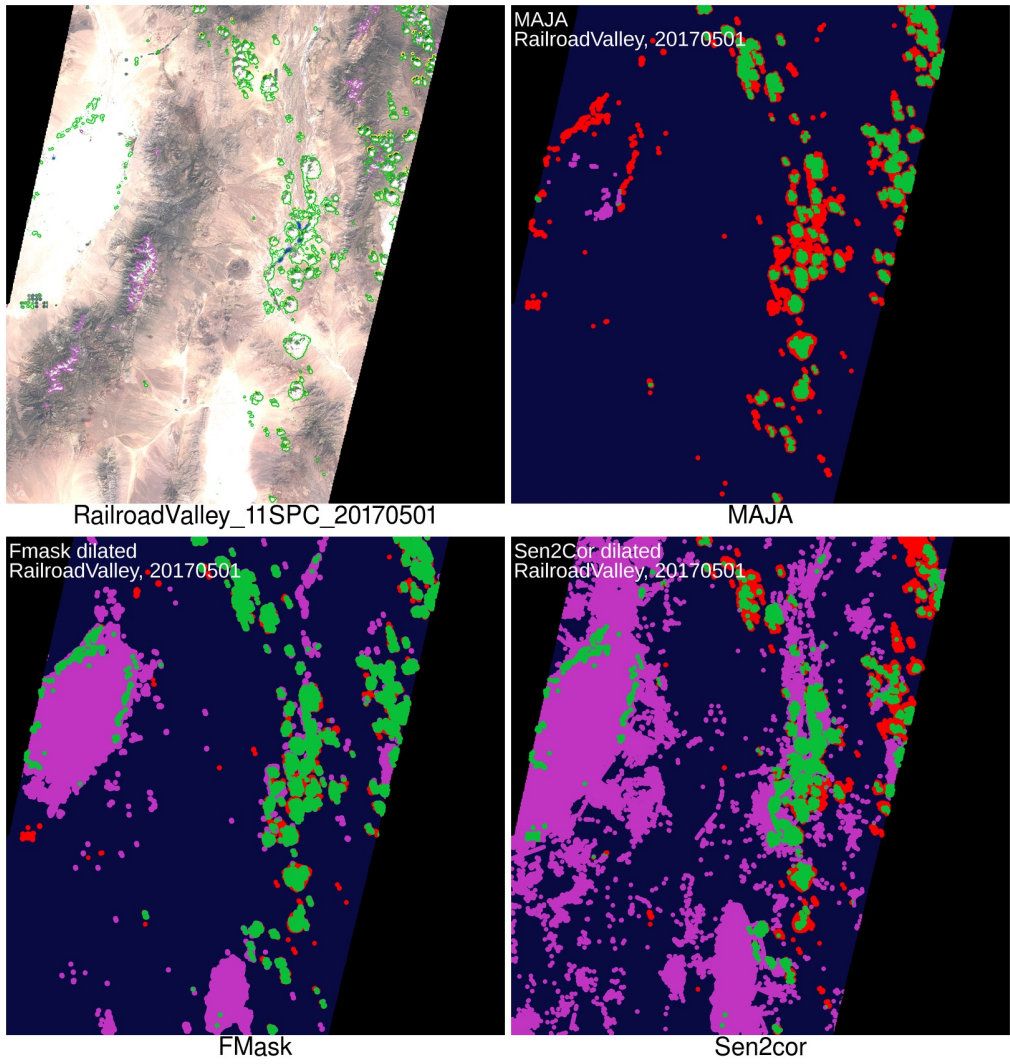 MAJA
RailroadValley, 20170501
RailroadValley_11SPC_20170501
MAJA
Fmask dilated
RailroadValley, 20170501
Sen2Cor dilated
RailroadValley, 20170501
FMask
Sen2cor